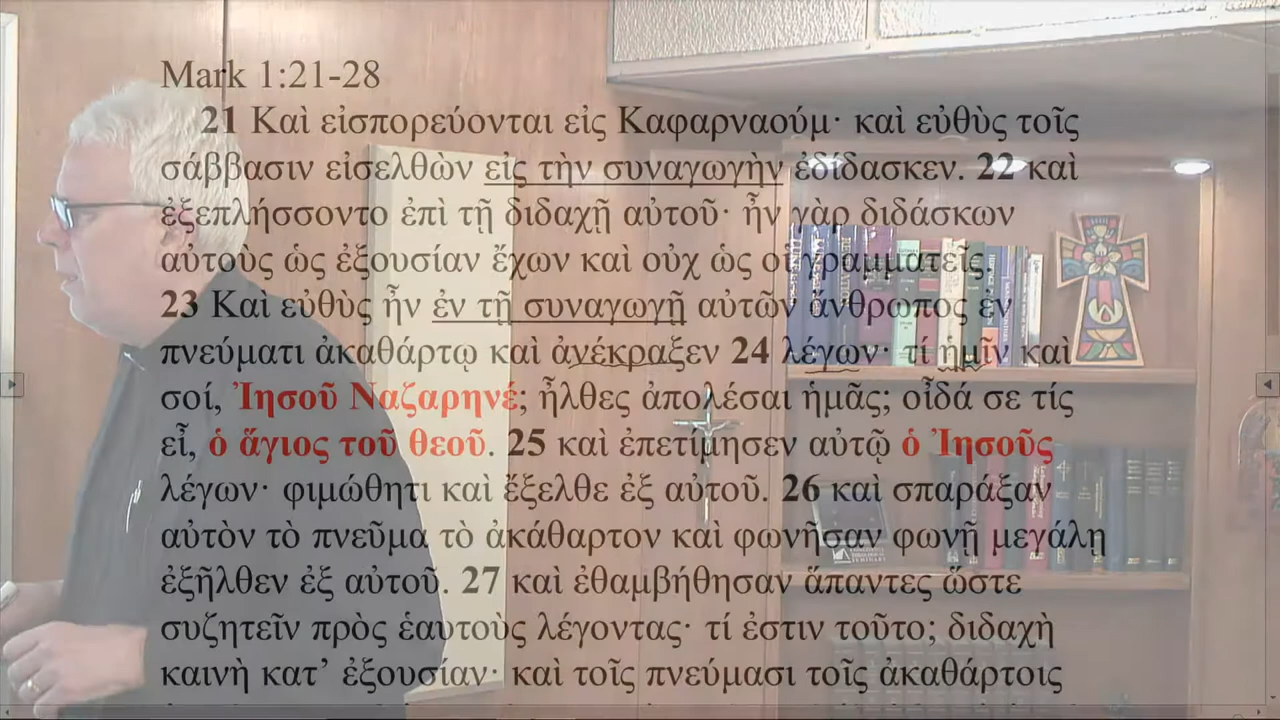 Mark 1:21-28
21 Καὶ εἰσπορεύονται εἰς Καφαρναούμ· καὶ εὐθὺς τοῖς
σάββασιν εἰσελθὼν εἰς τὴν συναγωγὴν ἐδίδασκεν. 22 καὶ
ἐξεπλήσσοντο ἐπὶ τῇ διδαχῇ αὐτοῦ· ἦν γὰρ διδάσκων
αὐτοὺς ὡς ἐξουσίαν ἔχων καὶ οὐχ ὡς οἱ γραμματεῖς.
23 Καὶ εὐθὺς ἦν ἐν τῇ συναγωγῇ αὐτῶν ἄνθρωπος ἐν
πνεύματι ἀκαθάρτῳ καὶ ἀνέκραξεν 24 λέγων· τί ἡμῖν καὶ
σοί, Ἰησοῦ Ναζαρηνέ; ἦλθες ἀπολέσαι ἡμᾶς; οἶδά σε τίς
εἶ, ὁ ἅγιος τοῦ θεοῦ. 25 καὶ ἐπετίμησεν αὐτῷ ὁ Ἰησοῦς
λέγων· φιμώθητι καὶ ἔξελθε ἐξ αὐτοῦ. 26 καὶ σπαράξαν
αὐτὸν τὸ πνεῦμα τὸ ἀκάθαρτον καὶ φωνῆσαν φωνῇ μεγάλῃ
ἐξῆλθεν ἐξ αὐτοῦ. 27 καὶ ἐθαμβήθησαν ἅπαντες ὥστε
συζητεῖν πρὸς ἑαυτοὺς λέγοντας· τί ἐστιν τοῦτο; διδαχὴ
καινὴ κατ’ ἐξουσίαν· καὶ τοῖς πνεύμασι τοῖς ἀκαθάρτοις